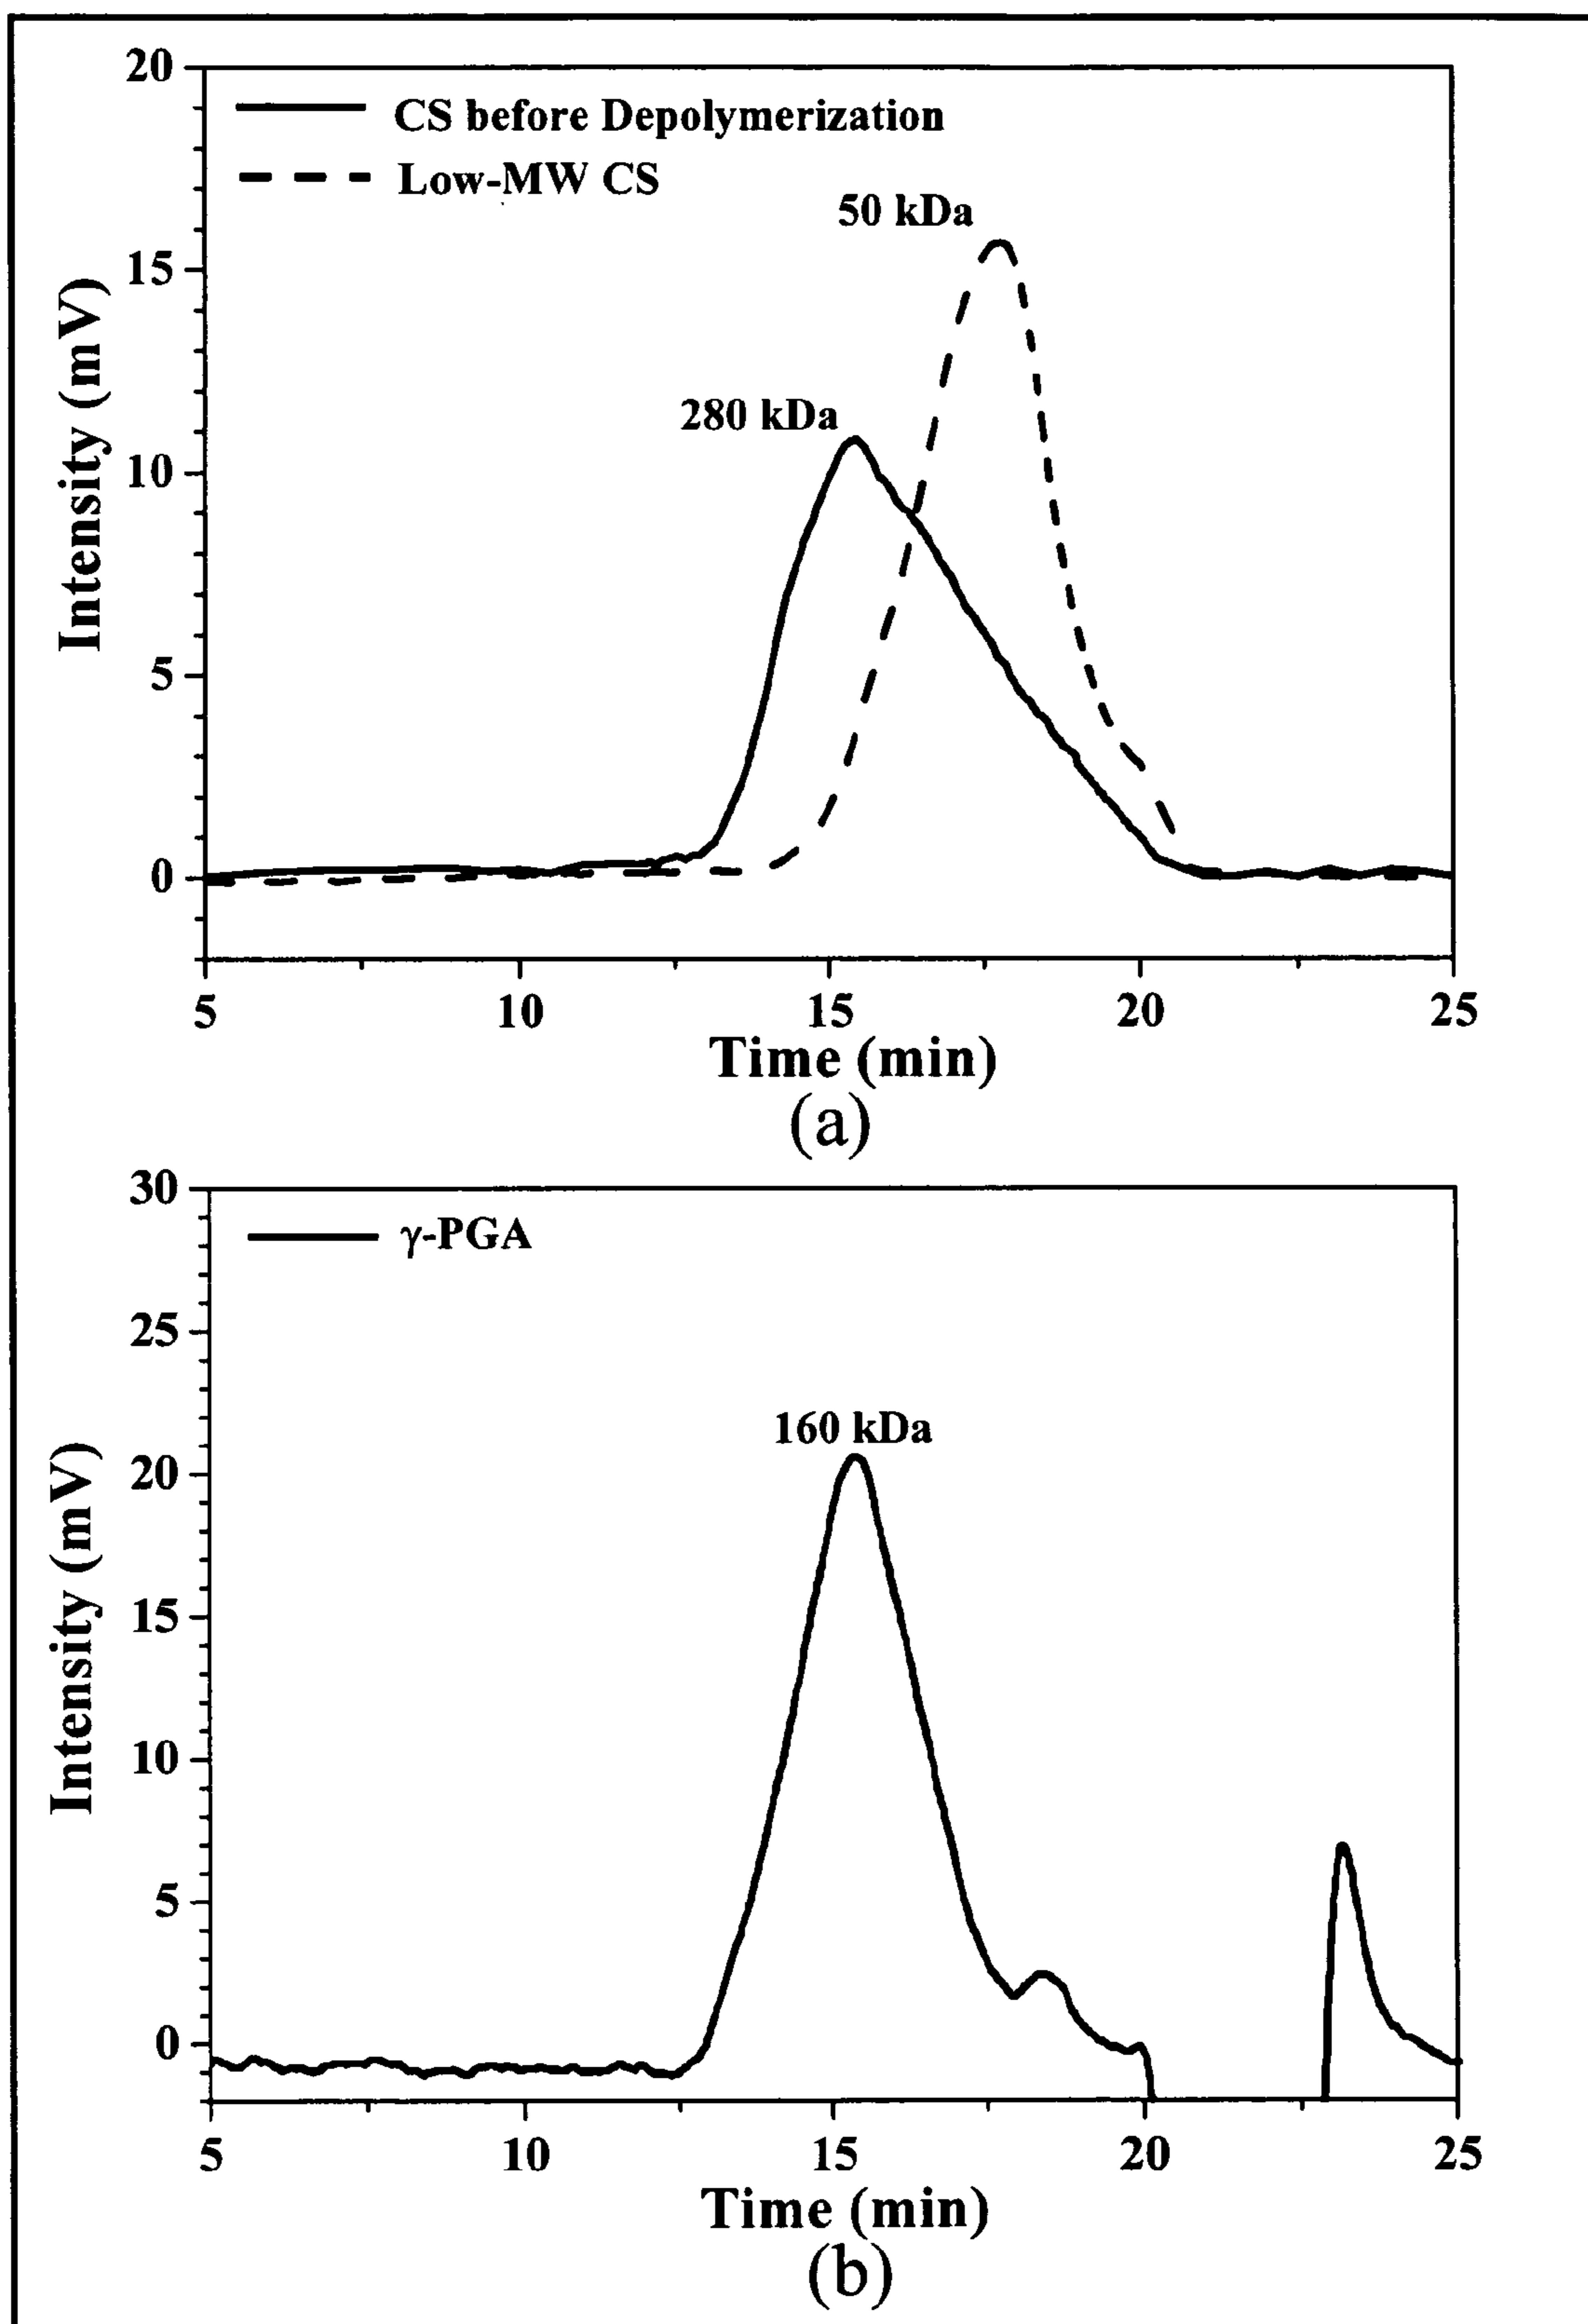 20
CS before Depolymerization
Low-MW CS
50 kDa
15
280 kDa
10
5
0
Intensity (mV)
5 10 15 20 25
Time (min)
(a)
30
γ-PGA
25
160 kDa
20
15
10
5
0
Intensity (mV)
5 10 15 20 25
Time (min)
(b)